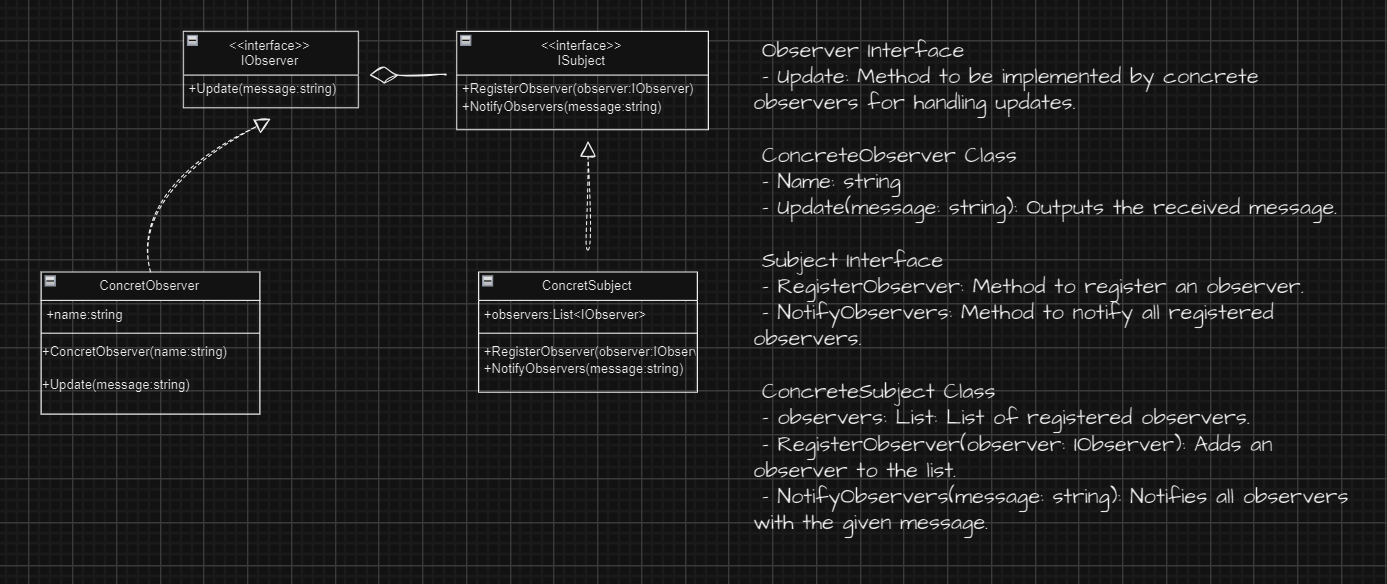 <<interface>>
IObserver
+Update(message:string)
<<interface>>
ISubject
+RegisterObserver(observer:IObserver)
+NotifyObservers(message:string)
ConcretObserver
+name:string
+ConcretObserver(name:string)
+Update(message:string)
ConcretSubject
+observers:List<IObserver>
+RegisterObserver(observer:IObserv
+NotifyObservers(message:string)
Observer Interface
- Update: Method to be implemented by concrete
observers for handling updates.
ConcreteObserver Class
- Name: string
- Update(message: string): Outputs the received message.
Subject Interface
- RegisterObserver: Method to register an observer.
- NotifyObservers: Method to notify all registered
observers.
ConcreteSubject Class
- observers: List: List of registered observers.
- RegisterObserver(observer: IObserver): Adds an
observer to the list.
- NotifyObservers(message: string): Notifies all observers
with the given message.